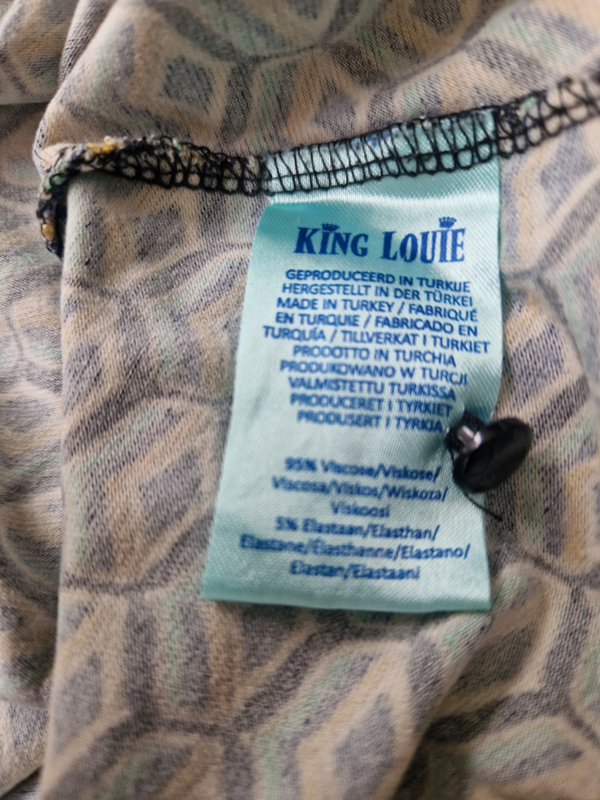 KING LOUIE
GEPRODUCEERD IN TURKIJE
HERGESTELLT IN DER TÜRKEI
MADE IN TURKEY / FABRIQUÉ
EN TURQUIE / FABRICADO EN
TURQUÍA / TILLVERKAT I TURKIET
PRODOTTO IN TURCHIA
PRODUKOWANO W TURCJI
VALMISTETTU TURKISSA
PRODUCERET I TYRKIET
PRODUSERT I TYRKIA
95% Viscose/Viskose/
Viscosa/Viskos/Wiskoza/
Viskoosi
5% Elastaan/Elasthan/
Elastane/Élasthanne/Elastano/
Elastan/Elastaani